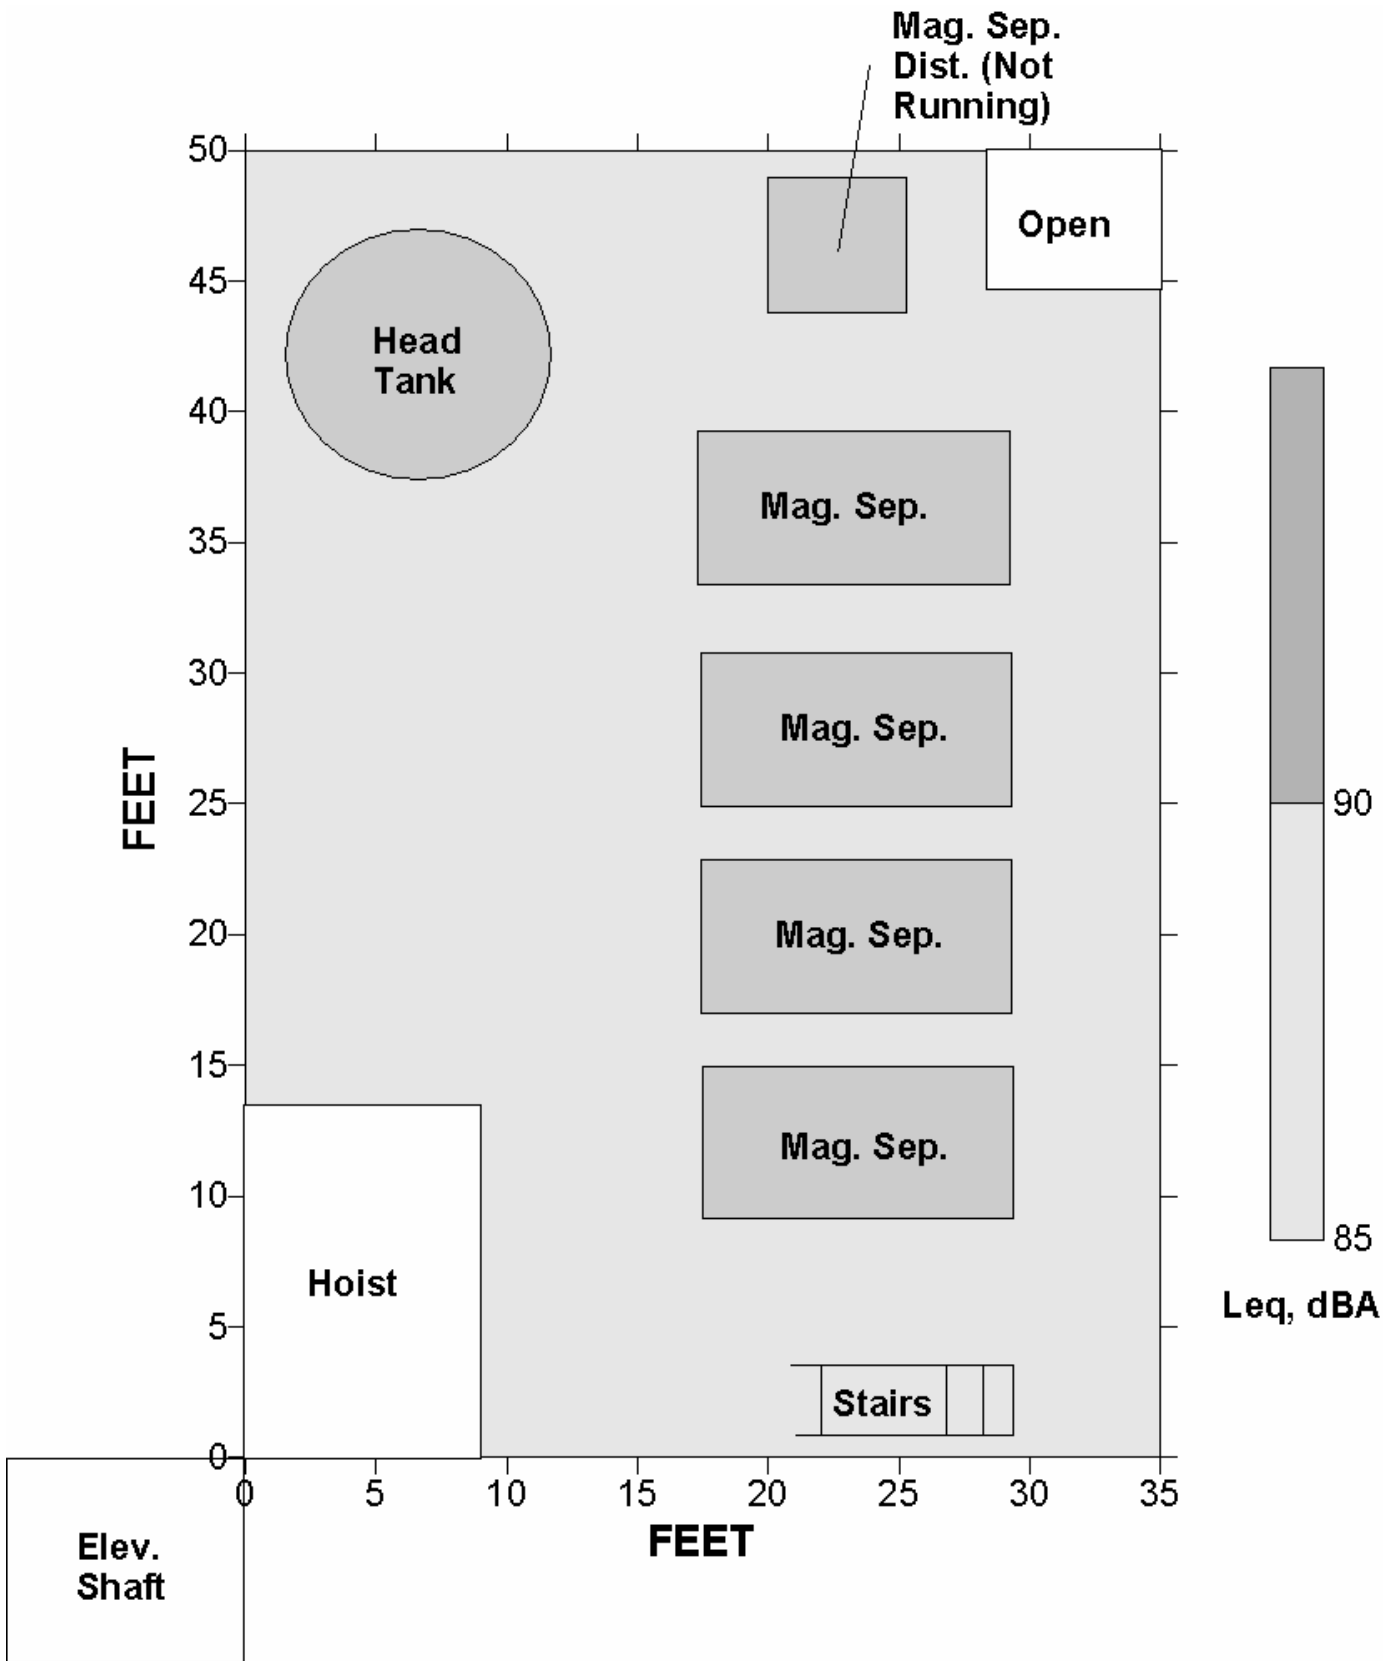 Mag. Sep.
Dist. (Not
Running)
50
Open
45
Head
Tank
40
Mag. Sep.
35
30
Mag. Sep.
FEET
25
90
20
Mag. Sep.
15
Mag. Sep.
10
Hoist
85
Leq, dBA
5
Stairs
0
0 5 10 15 20 25 30 35
FEET
Elev.
Shaft